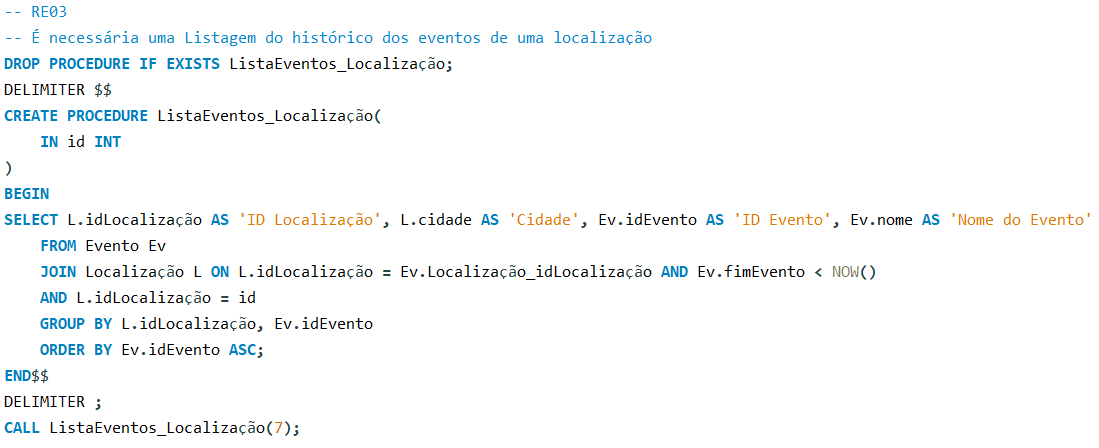 -- RE03
-- É necessária uma Listagem do histórico dos eventos de uma localização
DROP PROCEDURE IF EXISTS ListaEventos_Localização;
DELIMITER $$
CREATE PROCEDURE ListaEventos_Localização(
    IN id INT
)
BEGIN
SELECT L.idLocalização AS 'ID Localização', L.cidade AS 'Cidade', Ev.idEvento AS 'ID Evento', Ev.nome AS 'Nome do Evento'
    FROM Evento Ev
    JOIN Localização L ON L.idLocalização = Ev.Localização_idLocalização AND Ev.fimEvento < NOW()
    AND L.idLocalização = id
    GROUP BY L.idLocalização, Ev.idEvento
    ORDER BY Ev.idEvento ASC;
END$$
DELIMITER ;
CALL ListaEventos_Localização(7);